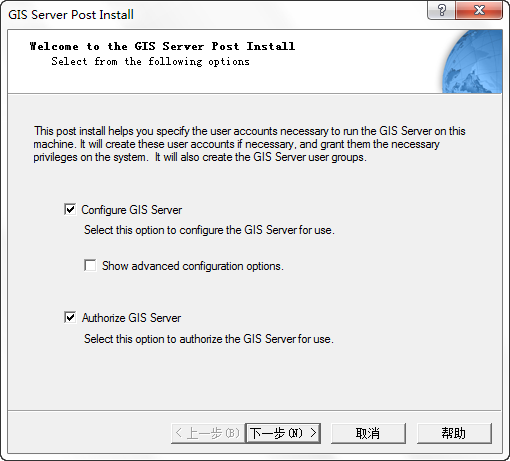 GIS Server Post Install
Welcome to the GIS Server Post Install
Select from the following options
This post install helps you specify the user accounts necessary to run the GIS Server on this
machine. It will create these user accounts if necessary, and grant them the necessary
privileges on the system. It will also create the GIS Server user groups.
Configure GIS Server
Select this option to configure the GIS Server for use.
Show advanced configuration options.
Authorize GIS Server
Select this option to authorize the GIS Server for use.
< 上一步(B) 下一步(N) > 取消 帮助